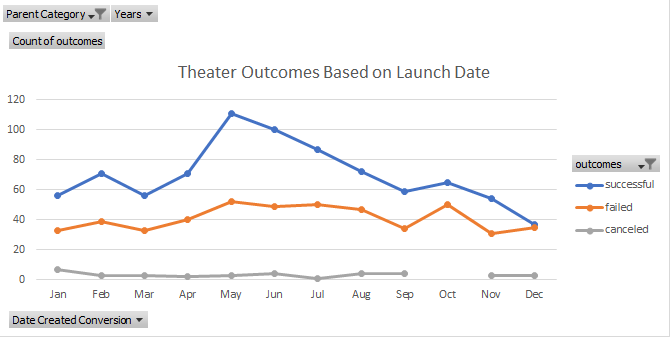 Parent Category Years
Count of outcomes
Theater Outcomes Based on Launch Date
120
100
80
60
40
20
0
Jan Feb Mar Apr May Jun Jul Aug Sep Oct Nov Dec
outcomes
successful
failed
canceled
Date Created Conversion